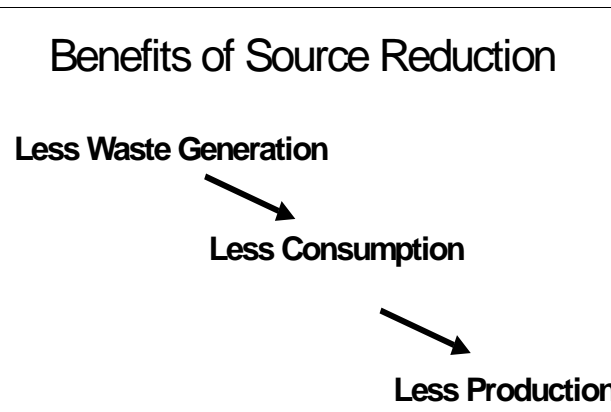 Benefits of Source Reduction
Less Waste Generation
Less Consumption
Less Production